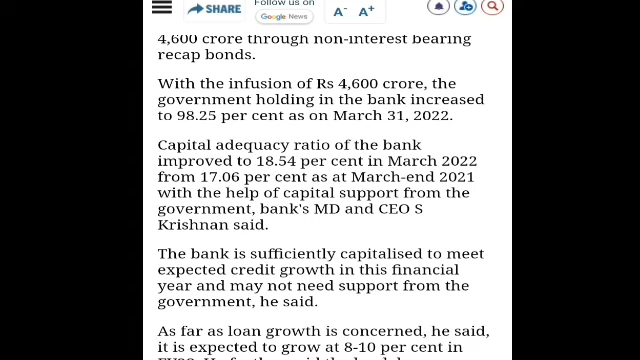 SHARE
Follow us on
Google News
A- A+
4,600 crore through non-interest bearing
recap bonds.
With the infusion of Rs 4,600 crore, the
government holding in the bank increased
to 98.25 per cent as on March 31, 2022.
Capital adequacy ratio of the bank
improved to 18.54 per cent in March 2022
from 17.06 per cent as at March-end 2021
with the help of capital support from the
government, bank's MD and CEO S
Krishnan said.
The bank is sufficiently capitalised to meet
expected credit growth in this financial
year and may not need support from the
government, he said.
As far as loan growth is concerned, he said,
it is expected to grow at 8-10 per cent in